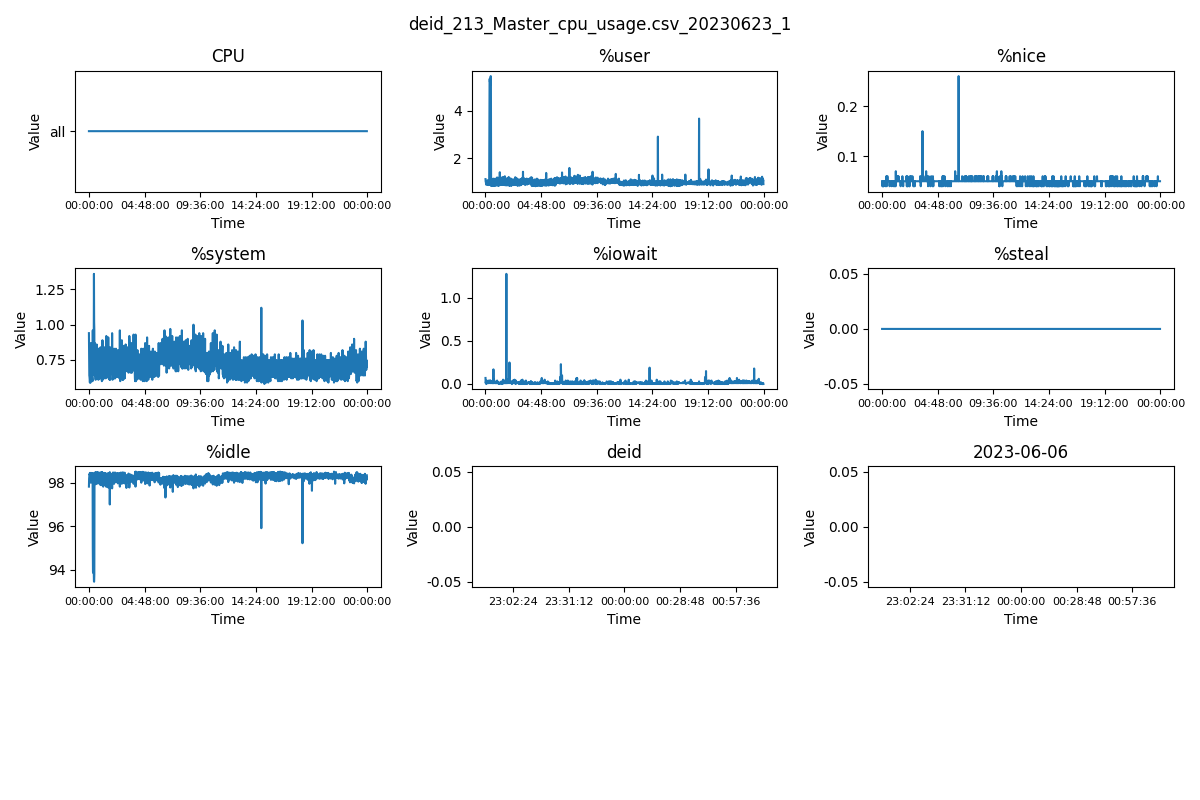 deid_213_Master_cpu_usage.csv_20230623_1
CPU
Value
all
00:00:00 04:48:00 09:36:00 14:24:00 19:12:00 00:00:00
Time
%user
Value
4
2
00:00:00 04:48:00 09:36:00 14:24:00 19:12:00 00:00:00
Time
%nice
Value
0.2
0.1
00:00:00 04:48:00 09:36:00 14:24:00 19:12:00 00:00:00
Time
%system
Value
1.25
1.00
0.75
00:00:00 04:48:00 09:36:00 14:24:00 19:12:00 00:00:00
Time
%iowait
Value
1.0
0.5
0.0
00:00:00 04:48:00 09:36:00 14:24:00 19:12:00 00:00:00
Time
%steal
Value
0.05
0.00
-0.05
00:00:00 04:48:00 09:36:00 14:24:00 19:12:00 00:00:00
Time
%idle
Value
98
96
94
00:00:00 04:48:00 09:36:00 14:24:00 19:12:00 00:00:00
Time
deid
Value
0.05
0.00
-0.05
23:02:24 23:31:12 00:00:00 00:28:48 00:57:36
Time
2023-06-06
Value
0.05
0.00
-0.05
23:02:24 23:31:12 00:00:00 00:28:48 00:57:36
Time